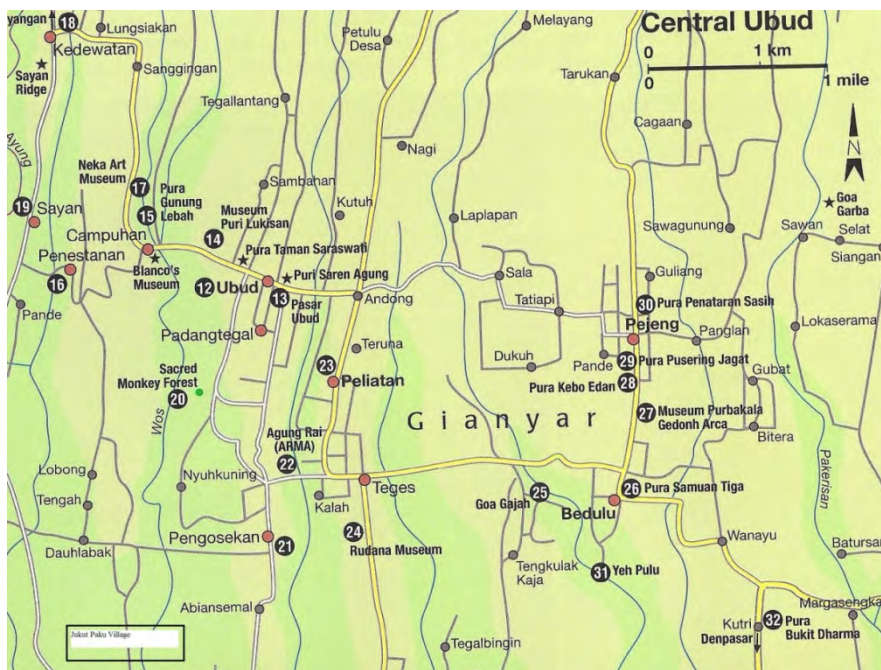 Central Ubud
0 1 km
0 1 mile
yangan
18
Lungsiakan
Kedewatan
Sayan
Ridge
Sanggingan
Petulu
Desa
Melayang
Tarukan
Tegallantang
Cagaan
Ayung
Neka Art
Museum
17
Pura
Gunung
Lebah
15
Nagi
Sambahan
Kutuh
Goa
Garba
19
Sayan
Museum
Puri Lukisan
14
Laplapan
Sawagunung
Sawan
Selat
Siangan
Campuhan
Penestanan
16
Blanco's
Museum
Pura Taman Saraswati
12
Ubud
Puri Saren Agung
13
Pasar
Ubud
Andong
Sala
Tatiapi
Guliang
30
Pura Penataran Sasih
Pejeng
Pande
Padangtegal
Teruna
Dukuh
Pande
29
Pura Pusering Jagat
Panglan
Lokaserama
Sacred
Monkey Forest
20
23
Peliatan
Pura Kebo Edan
28
Gubat
Wos
Gianyar
27
Museum Purbakala
Gedonh Arca
Bitera
Agung Rai
(ARMA)
22
Lobong
Nyuhkuning
Tengah
Kalah
Teges
Goa Gajah
25
26
Pura Samuan Tiga
Bedulu
Pakerisan
Dauhlabak
Pengosekan
21
24
Rudana Museum
Wanayu
Batursar
Tengkulak
Kaja
31
Yeh Pulu
Abiansemal
Margasengka
Jukut Paku Village
Tegalbingin
Kutri
Denpasar
32
Pura
Bukit Dharma